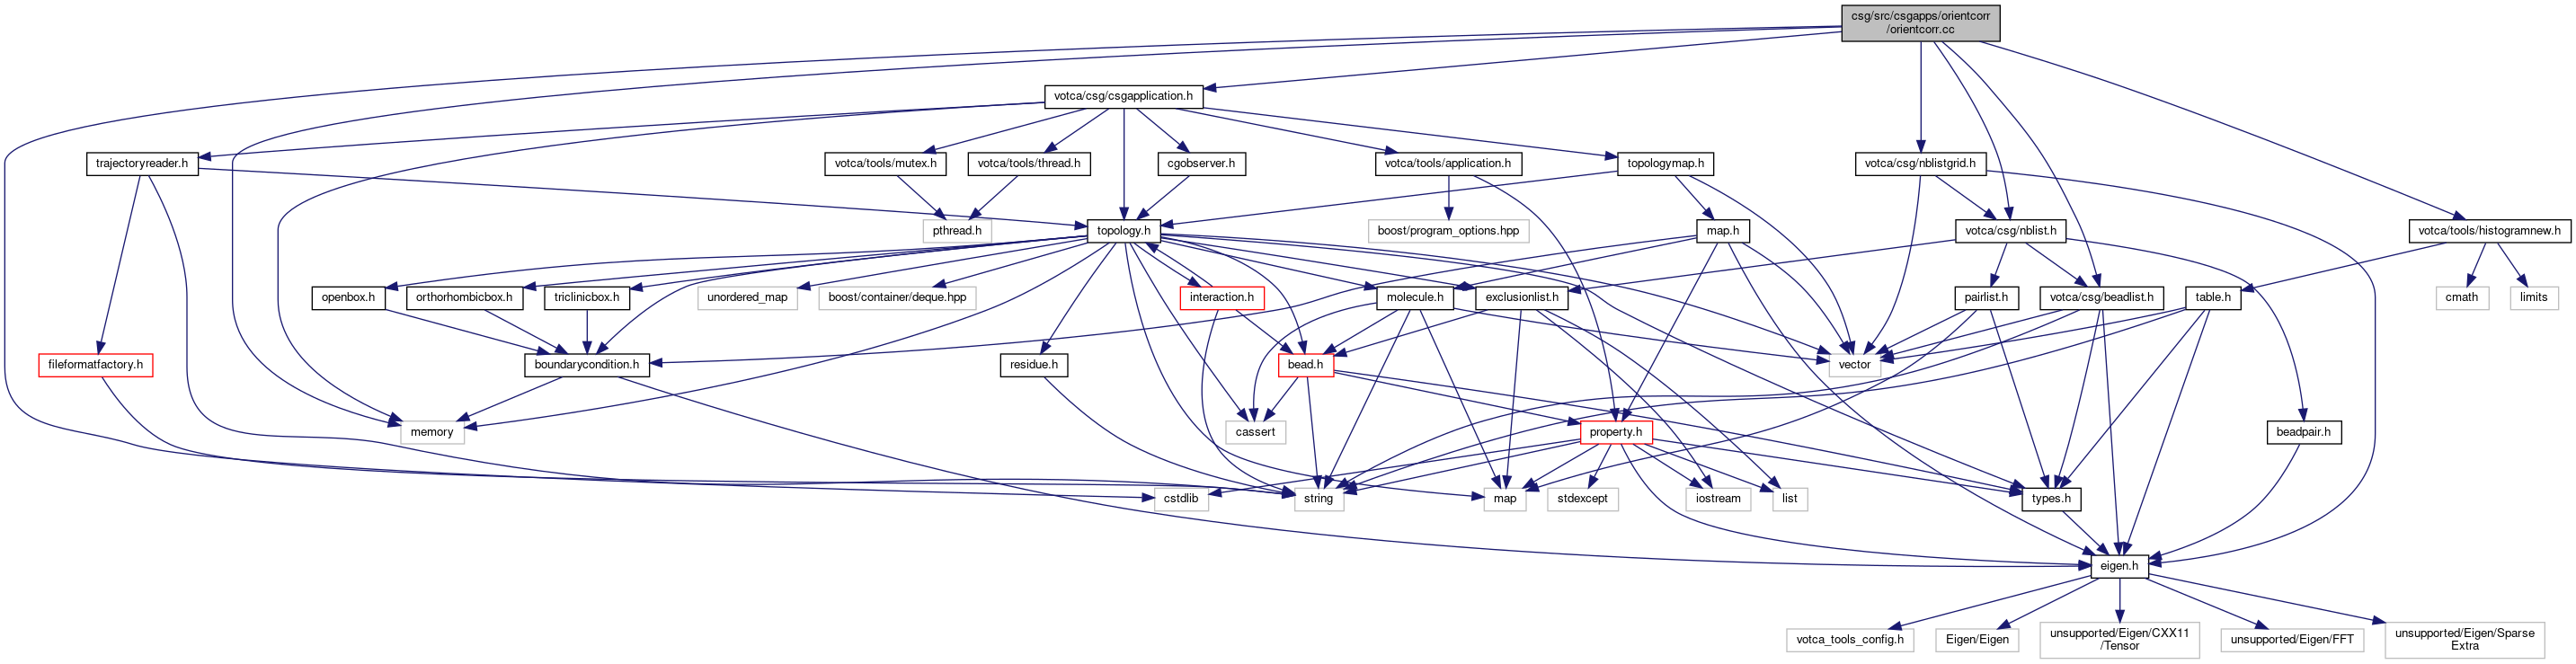 csg/src/csgapps/orientcorr
/orientcorr.cc
votca/csg/csgapplication.h
trajectoryreader.h
votca/tools/mutex.h
votca/tools/thread.h
cgobserver.h
votca/tools/application.h
topologymap.h
votca/csg/nblistgrid.h
pthread.h
topology.h
boost/program_options.hpp
map.h
votca/csg/nblist.h
votca/tools/histogramnew.h
openbox.h
orthorhombicbox.h
triclinicbox.h
unordered_map
boost/container/deque.hpp
interaction.h
molecule.h
exclusionlist.h
pairlist.h
votca/csg/beadlist.h
table.h
cmath
limits
fileformatfactory.h
boundarycondition.h
residue.h
bead.h
vector
memory
cassert
property.h
beadpair.h
cstdlib
string
map
stdexcept
iostream
list
types.h
eigen.h
votca_tools_config.h
Eigen/Eigen
unsupported/Eigen/CXX11
/Tensor
unsupported/Eigen/FFT
unsupported/Eigen/Sparse
Extra